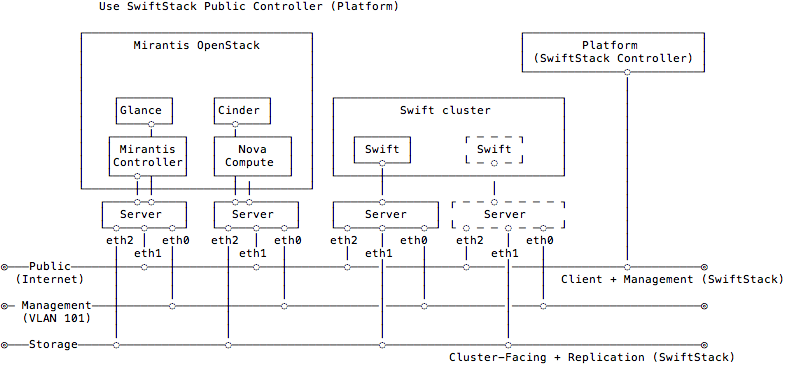 Use SwiftStack Public Controller (Platform)
Mirantis OpenStack
Platform
(SwiftStack Controller)
Glance
Cinder
Swift cluster
Mirantis
Controller
Nova
Compute
Swift
Swift
Server
Server
Server
Server
eth2
eth0
eth2
eth0
eth2
eth0
eth2
eth0
eth1
eth1
eth1
eth1
Public
(Internet)
Client + Management (SwiftStack)
Management
(VLAN 101)
Storage
Cluster-Facing + Replication (SwiftStack)